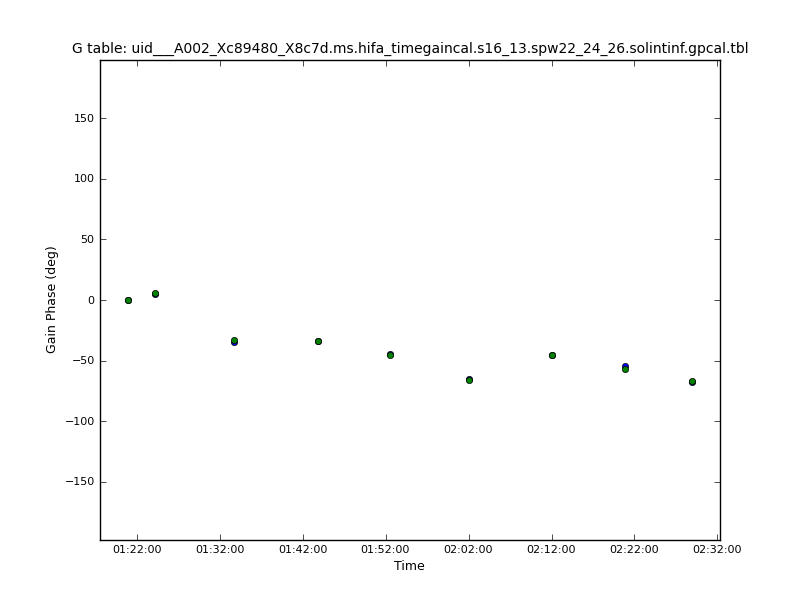 G table: uid___A002_Xc89480_X8c7d.ms.hifa_timegaincal.s16_13.spw22_24_26.solintinf.gpcal.tbl
150
100
50
0
−50
−100
−150
Gain Phase (deg)
01:22:00 01:32:00 01:42:00 01:52:00 02:02:00 02:12:00 02:22:00 02:32:00
Time